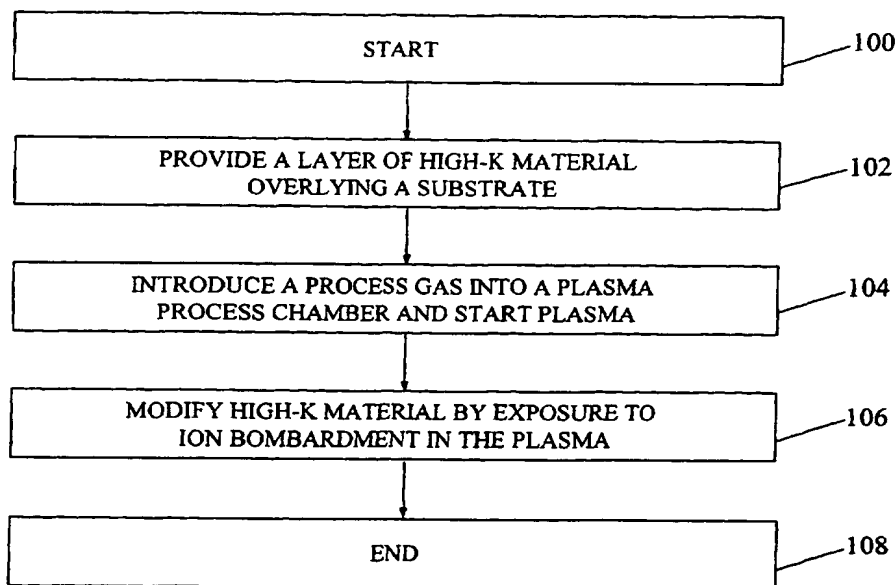 START
100
PROVIDE A LAYER OF HIGH-K MATERIAL
OVERLYING A SUBSTRATE
102
INTRODUCE A PROCESS GAS INTO A PLASMA
PROCESS CHAMBER AND START PLASMA
104
MODIFY HIGH-K MATERIAL BY EXPOSURE TO
ION BOMBARDMENT IN THE PLASMA
106
END
108